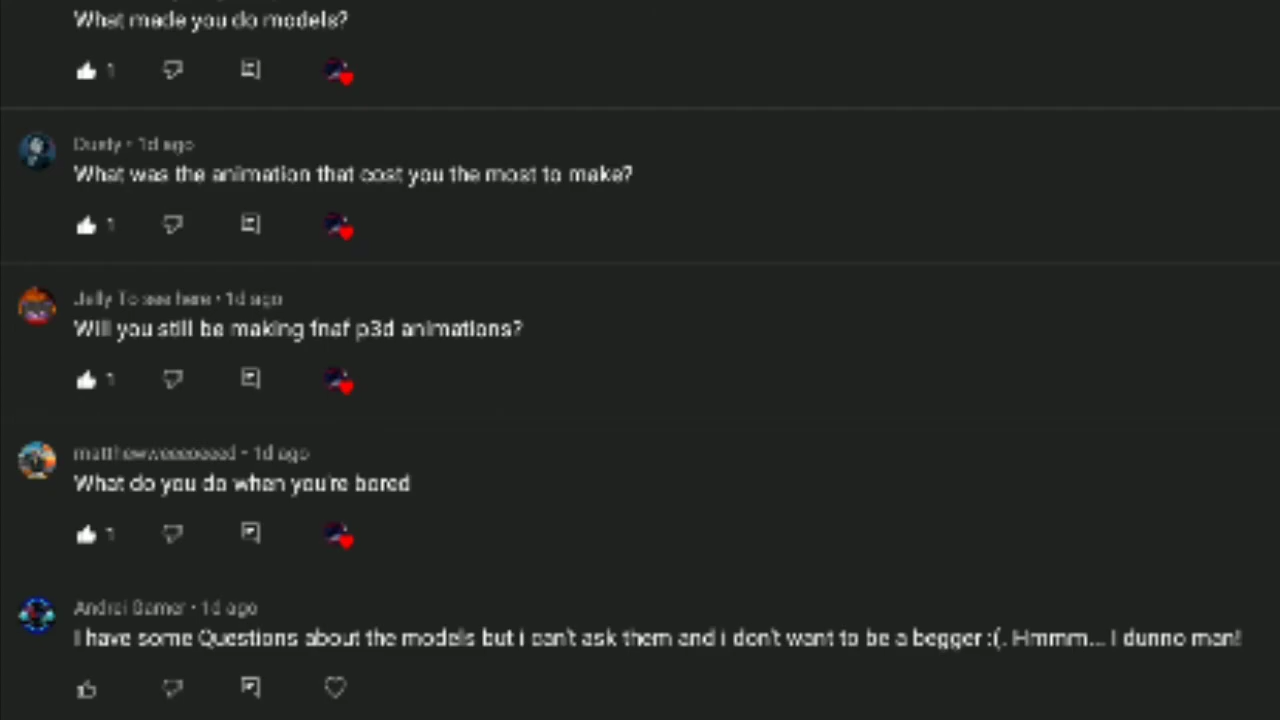 What made you do models?
1
Dusty • 1d ago
What was the animation that cost you the most to make?
1
Jelly To see here • 1d ago
Will you still be making fnaf p3d animations?
1
1d ago
What do you do when you're bored
1
Andrei Gamer • 1d ago
I have some Questions about the models but i can't ask them and i don't want to be a begger :(. Hmmm... I dunno man!